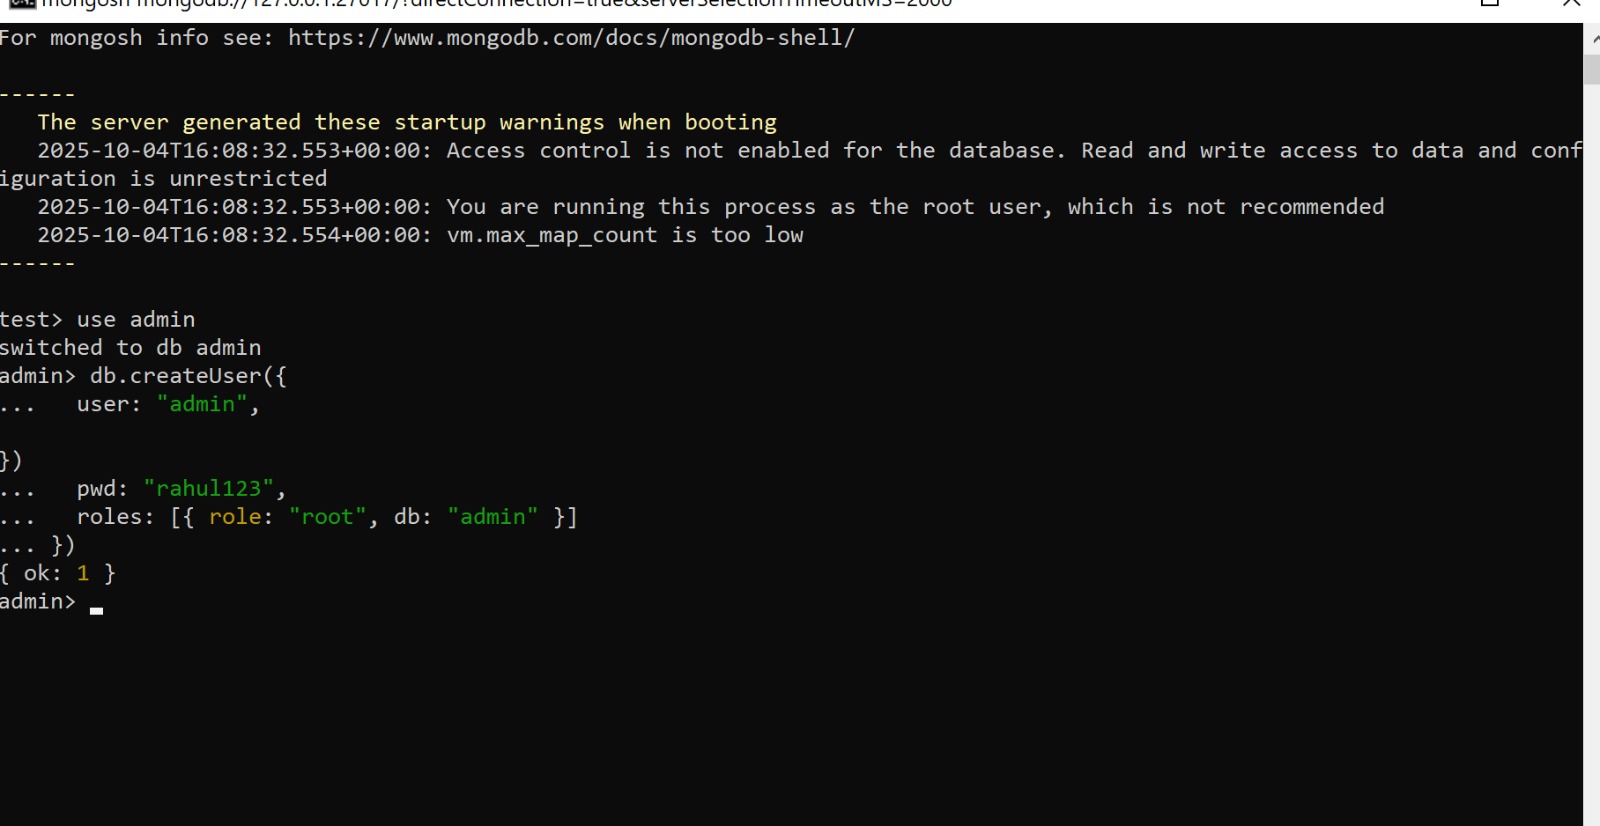 mongosh mongodb://127.0.0.1:27017/?directConnection=true&serverSelectionTimeoutMS=2000
For mongosh info see: https://www.mongodb.com/docs/mongodb-shell/
------
   The server generated these startup warnings when booting
   2025-10-04T16:08:32.553+00:00: Access control is not enabled for the database. Read and write access to data and conf
iguration is unrestricted
   2025-10-04T16:08:32.553+00:00: You are running this process as the root user, which is not recommended
   2025-10-04T16:08:32.554+00:00: vm.max_map_count is too low
------
test> use admin
switched to db admin
admin> db.createUser({
...   user: "admin",
})
...   pwd: "rahul123",
...   roles: [{ role: "root", db: "admin" }]
... })
{ ok: 1 }
admin>